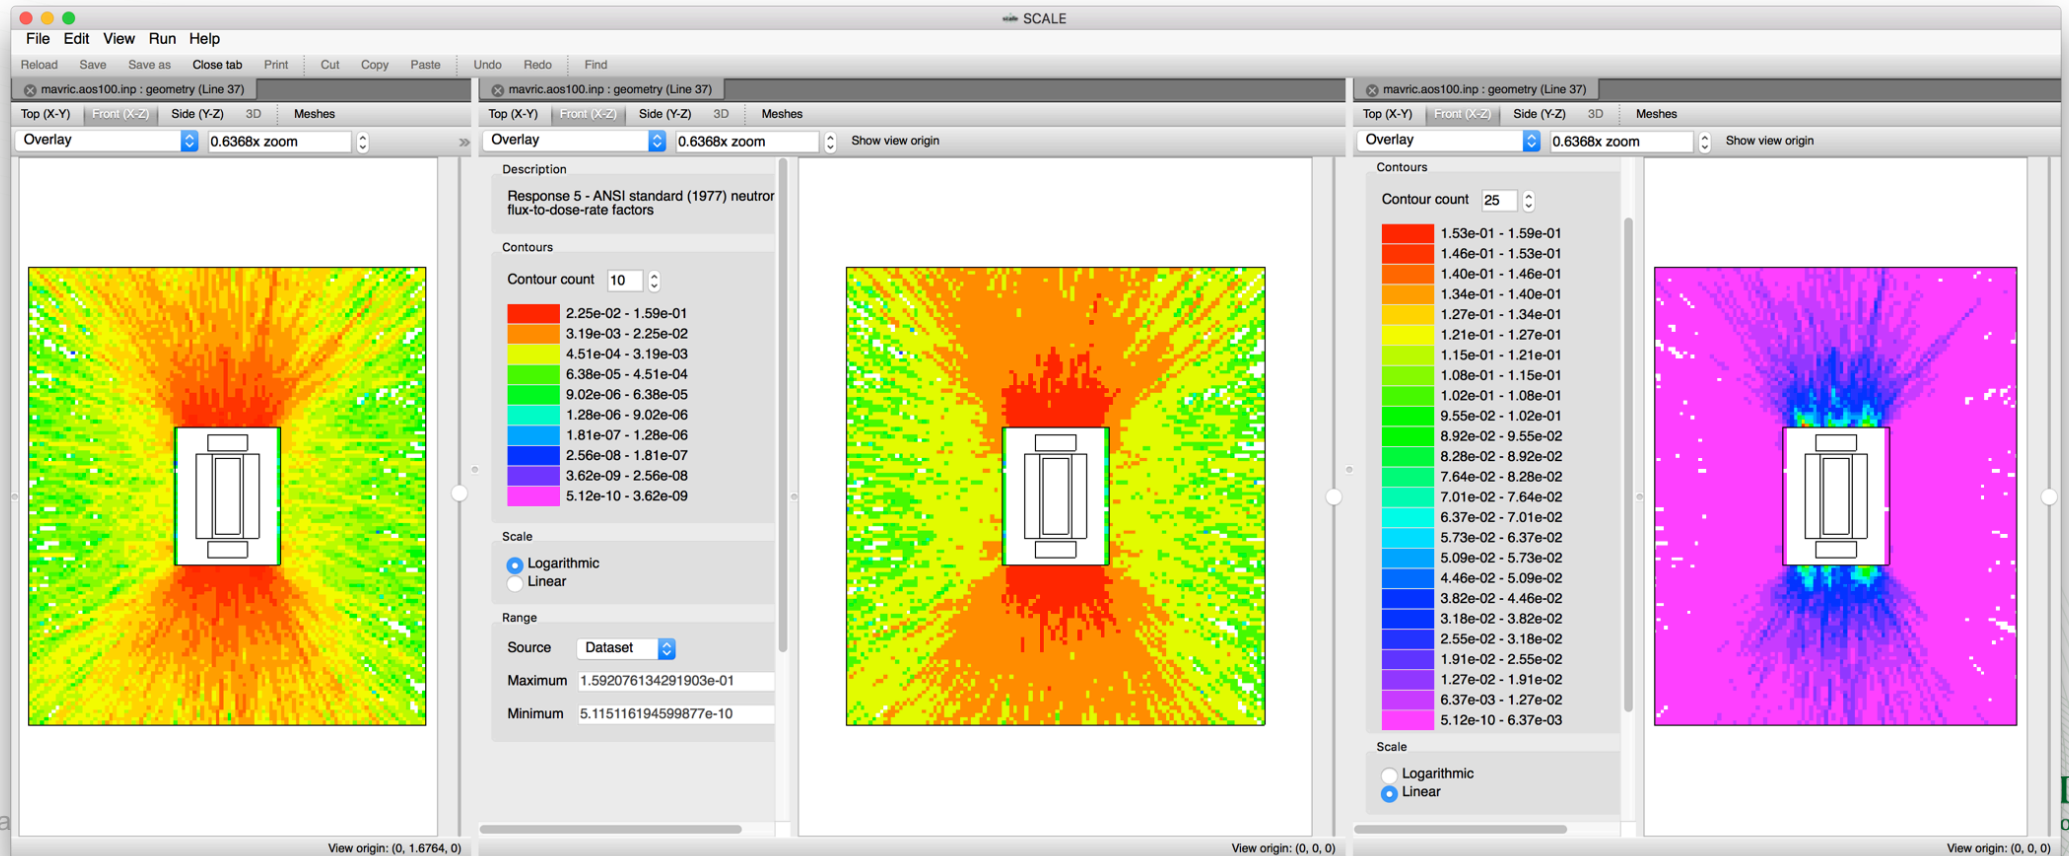 SCALE
File Edit View Run Help
Reload Save Save as Close tab Print Cut Copy Paste Undo Redo Find
mavric.aos100.inp : geometry (Line 37)
Top (X-Y) Front (X-Z) Side (Y-Z) 3D Meshes
Overlay 0.6368x zoom »
View origin: (0, 1.6764, 0)
mavric.aos100.inp : geometry (Line 37)
Top (X-Y) Front (X-Z) Side (Y-Z) 3D Meshes
Overlay 0.6368x zoom Show view origin
Description
Response 5 - ANSI standard (1977) neutron
flux-to-dose-rate factors
Contours
Contour count 10
2.25e-02 - 1.59e-01
3.19e-03 - 2.25e-02
4.51e-04 - 3.19e-03
6.38e-05 - 4.51e-04
9.02e-06 - 6.38e-05
1.28e-06 - 9.02e-06
1.81e-07 - 1.28e-06
2.56e-08 - 1.81e-07
3.62e-09 - 2.56e-08
5.12e-10 - 3.62e-09
Scale
Logarithmic
Linear
Range
Source Dataset
Maximum 1.592076134291903e-01
Minimum 5.115116194599877e-10
View origin: (0, 0, 0)
mavric.aos100.inp : geometry (Line 37)
Top (X-Y) Front (X-Z) Side (Y-Z) 3D Meshes
Overlay 0.6368x zoom Show view origin
Contours
Contour count 25
1.53e-01 - 1.59e-01
1.46e-01 - 1.53e-01
1.40e-01 - 1.46e-01
1.34e-01 - 1.40e-01
1.27e-01 - 1.34e-01
1.21e-01 - 1.27e-01
1.15e-01 - 1.21e-01
1.08e-01 - 1.15e-01
1.02e-01 - 1.08e-01
9.55e-02 - 1.02e-01
8.92e-02 - 9.55e-02
8.28e-02 - 8.92e-02
7.64e-02 - 8.28e-02
7.01e-02 - 7.64e-02
6.37e-02 - 7.01e-02
5.73e-02 - 6.37e-02
5.09e-02 - 5.73e-02
4.46e-02 - 5.09e-02
3.82e-02 - 4.46e-02
3.18e-02 - 3.82e-02
2.55e-02 - 3.18e-02
1.91e-02 - 2.55e-02
1.27e-02 - 1.91e-02
6.37e-03 - 1.27e-02
5.12e-10 - 6.37e-03
Scale
Logarithmic
Linear
View origin: (0, 0, 0)